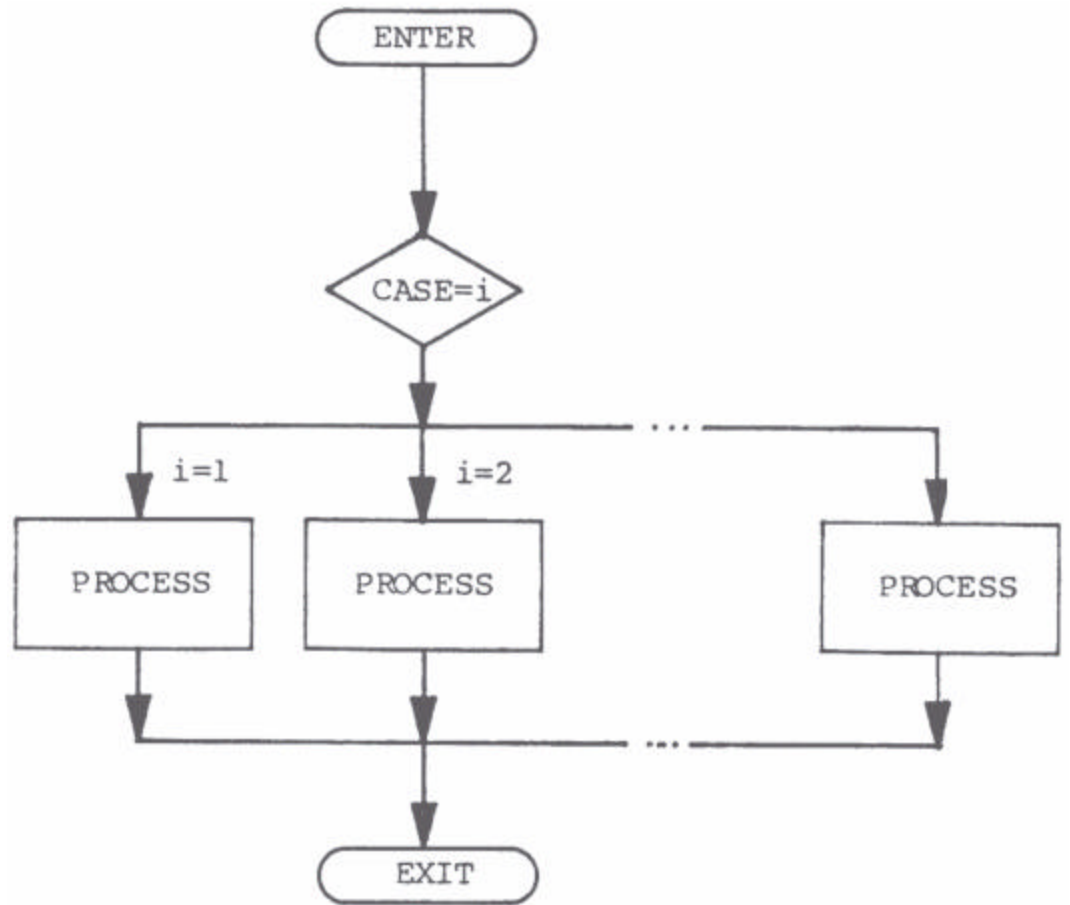 ENTER
CASE=i
...
i=1
i=2
PROCESS
PROCESS
PROCESS
...
EXIT